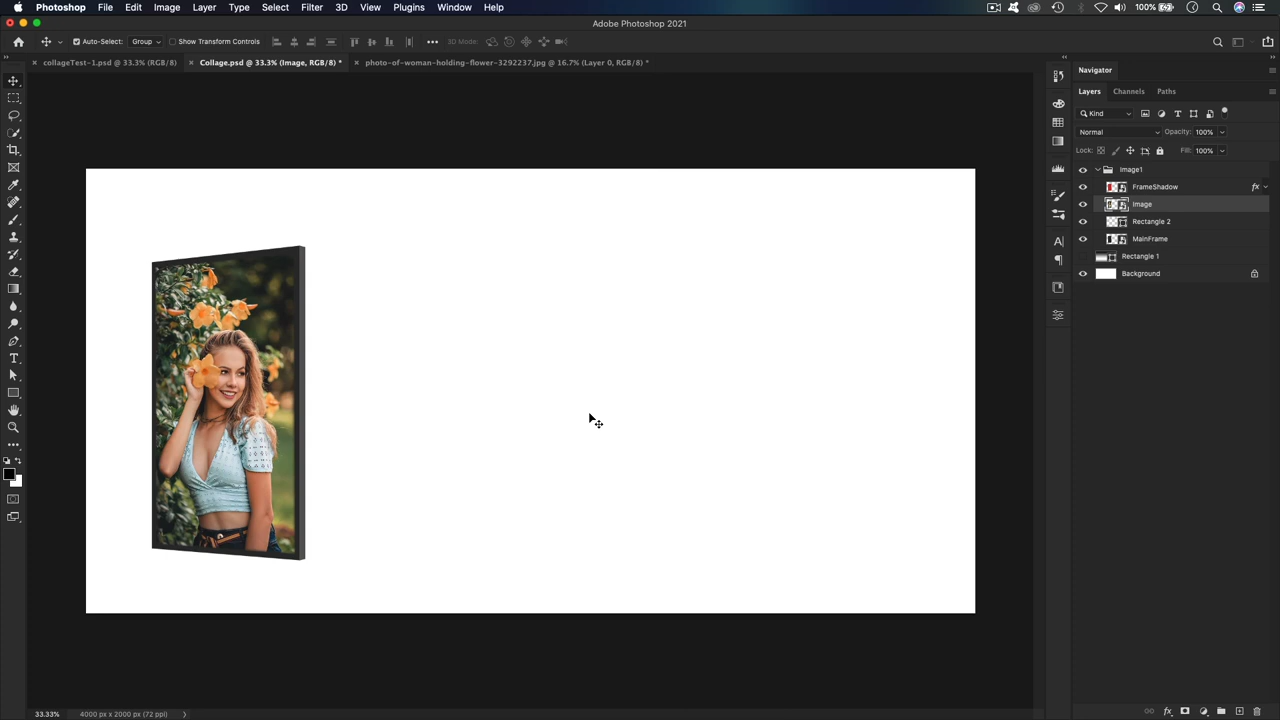 Photoshop File Edit Image Layer Type Select Filter 3D View Plugins Window Help 100%
Adobe Photoshop 2021
Auto-Select: Group Show Transform Controls 3D Mode:
collageTest-1.psd @ 33.3% (RGB/8) Collage.psd @ 33.3% (Image, RGB/8) * photo-of-woman-holding-flower-3292237.jpg @ 16.7% (Layer 0, RGB/8) *
Navigator
Layers Channels Paths
Kind
Normal Opacity: 100%
Lock: Fill: 100%
Image1
FrameShadow fx
Image
Rectangle 2
MainFrame
Rectangle 1
Background
33.33% 4000 px x 2000 px (72 ppi)